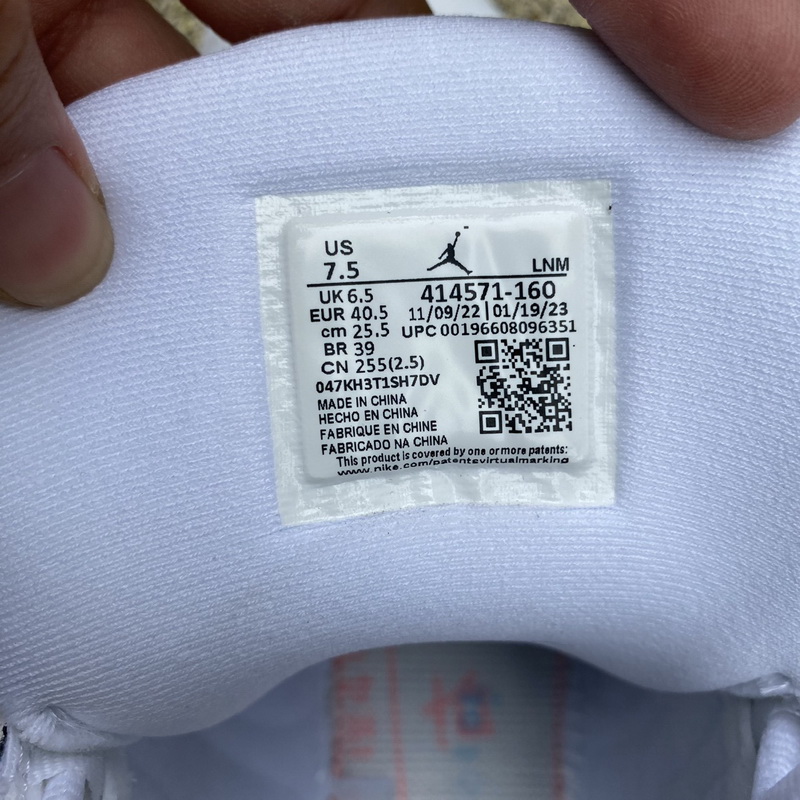 US
7.5
LNM
UK 6.5
414571-160
EUR 40.5
11/09/22 | 01/19/23
cm 25.5
UPC 00196608096351
BR 39
CN 255(2.5)
047KH3T1SH7DV
MADE IN CHINA
HECHO EN CHINA
FABRIQUE EN CHINE
FABRICADO NA CHINA
This product is covered by one or more patents:
www.nike.com/patentsvirtualmarking